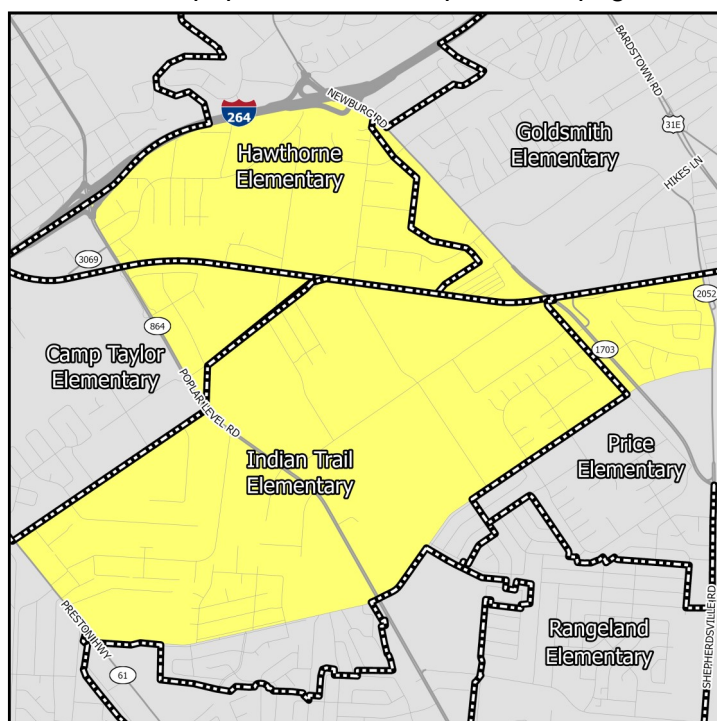 BARDSTOWN RD
NEWBURG RD
264
31E
Goldsmith
Elementary
Hawthorne
Elementary
HIKES LN
3069
2052
864
1703
Camp Taylor
Elementary
POPLAR LEVEL RD
Price
Elementary
Indian Trail
Elementary
PRESTON HWY
Rangeland
Elementary
SHEPHERDSVILLE RD
61